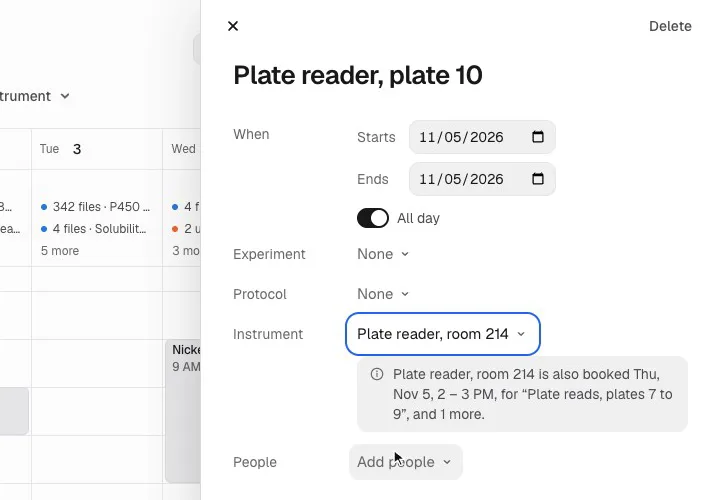 Delete
Plate reader, plate 10
trument
When
Starts 11/05/2026
Ends 11/05/2026
All day
Tue 3
Wed
342 files · P450 ...
4 files · Solubilit...
5 more
3 mo
Experiment None
Protocol None
Instrument Plate reader, room 214
Plate reader, room 214 is also booked Thu,
Nov 5, 2 – 3 PM, for “Plate reads, plates 7 to
9”, and 1 more.
Nicke
9 AM
People Add people